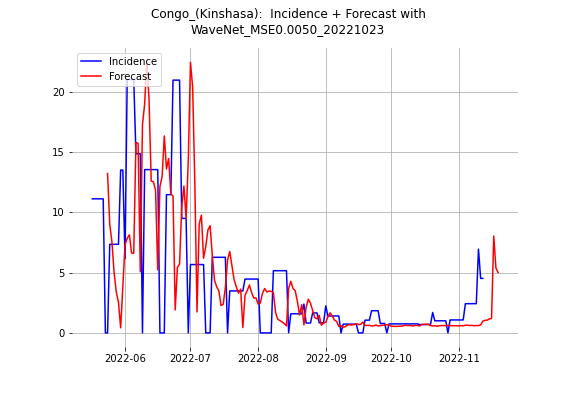 Congo_(Kinshasa):  Incidence + Forecast with
WaveNet_MSE0.0050_20221023
Incidence
Forecast
20
15
10
5
0
2022-06 2022-07 2022-08 2022-09 2022-10 2022-11